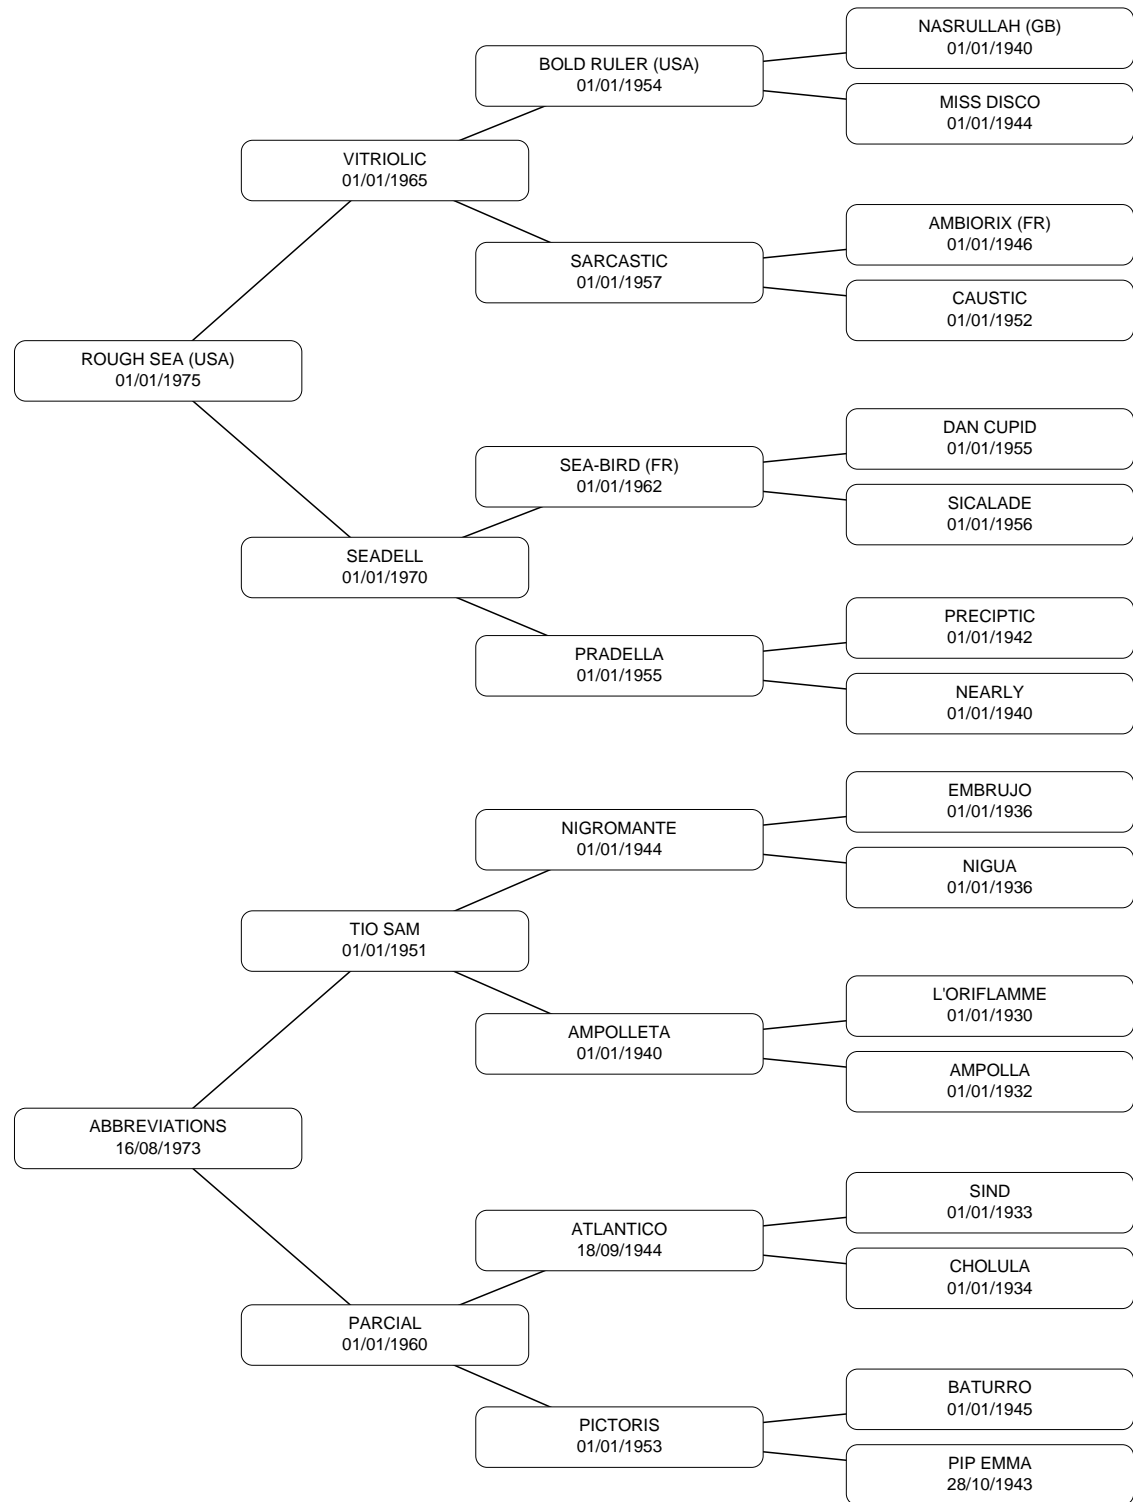 NASRULLAH (GB)
01/01/1940
BOLD RULER (USA)
01/01/1954
MISS DISCO
01/01/1944
VITRIOLIC
01/01/1965
AMBIORIX (FR)
01/01/1946
SARCASTIC
01/01/1957
CAUSTIC
01/01/1952
ROUGH SEA (USA)
01/01/1975
DAN CUPID
01/01/1955
SEA-BIRD (FR)
01/01/1962
SICALADE
01/01/1956
SEADELL
01/01/1970
PRECIPTIC
01/01/1942
PRADELLA
01/01/1955
NEARLY
01/01/1940
EMBRUJO
01/01/1936
NIGROMANTE
01/01/1944
NIGUA
01/01/1936
TIO SAM
01/01/1951
L'ORIFLAMME
01/01/1930
AMPOLLETA
01/01/1940
AMPOLLA
01/01/1932
ABBREVIATIONS
16/08/1973
SIND
01/01/1933
ATLANTICO
18/09/1944
CHOLULA
01/01/1934
PARCIAL
01/01/1960
BATURRO
01/01/1945
PICTORIS
01/01/1953
PIP EMMA
28/10/1943